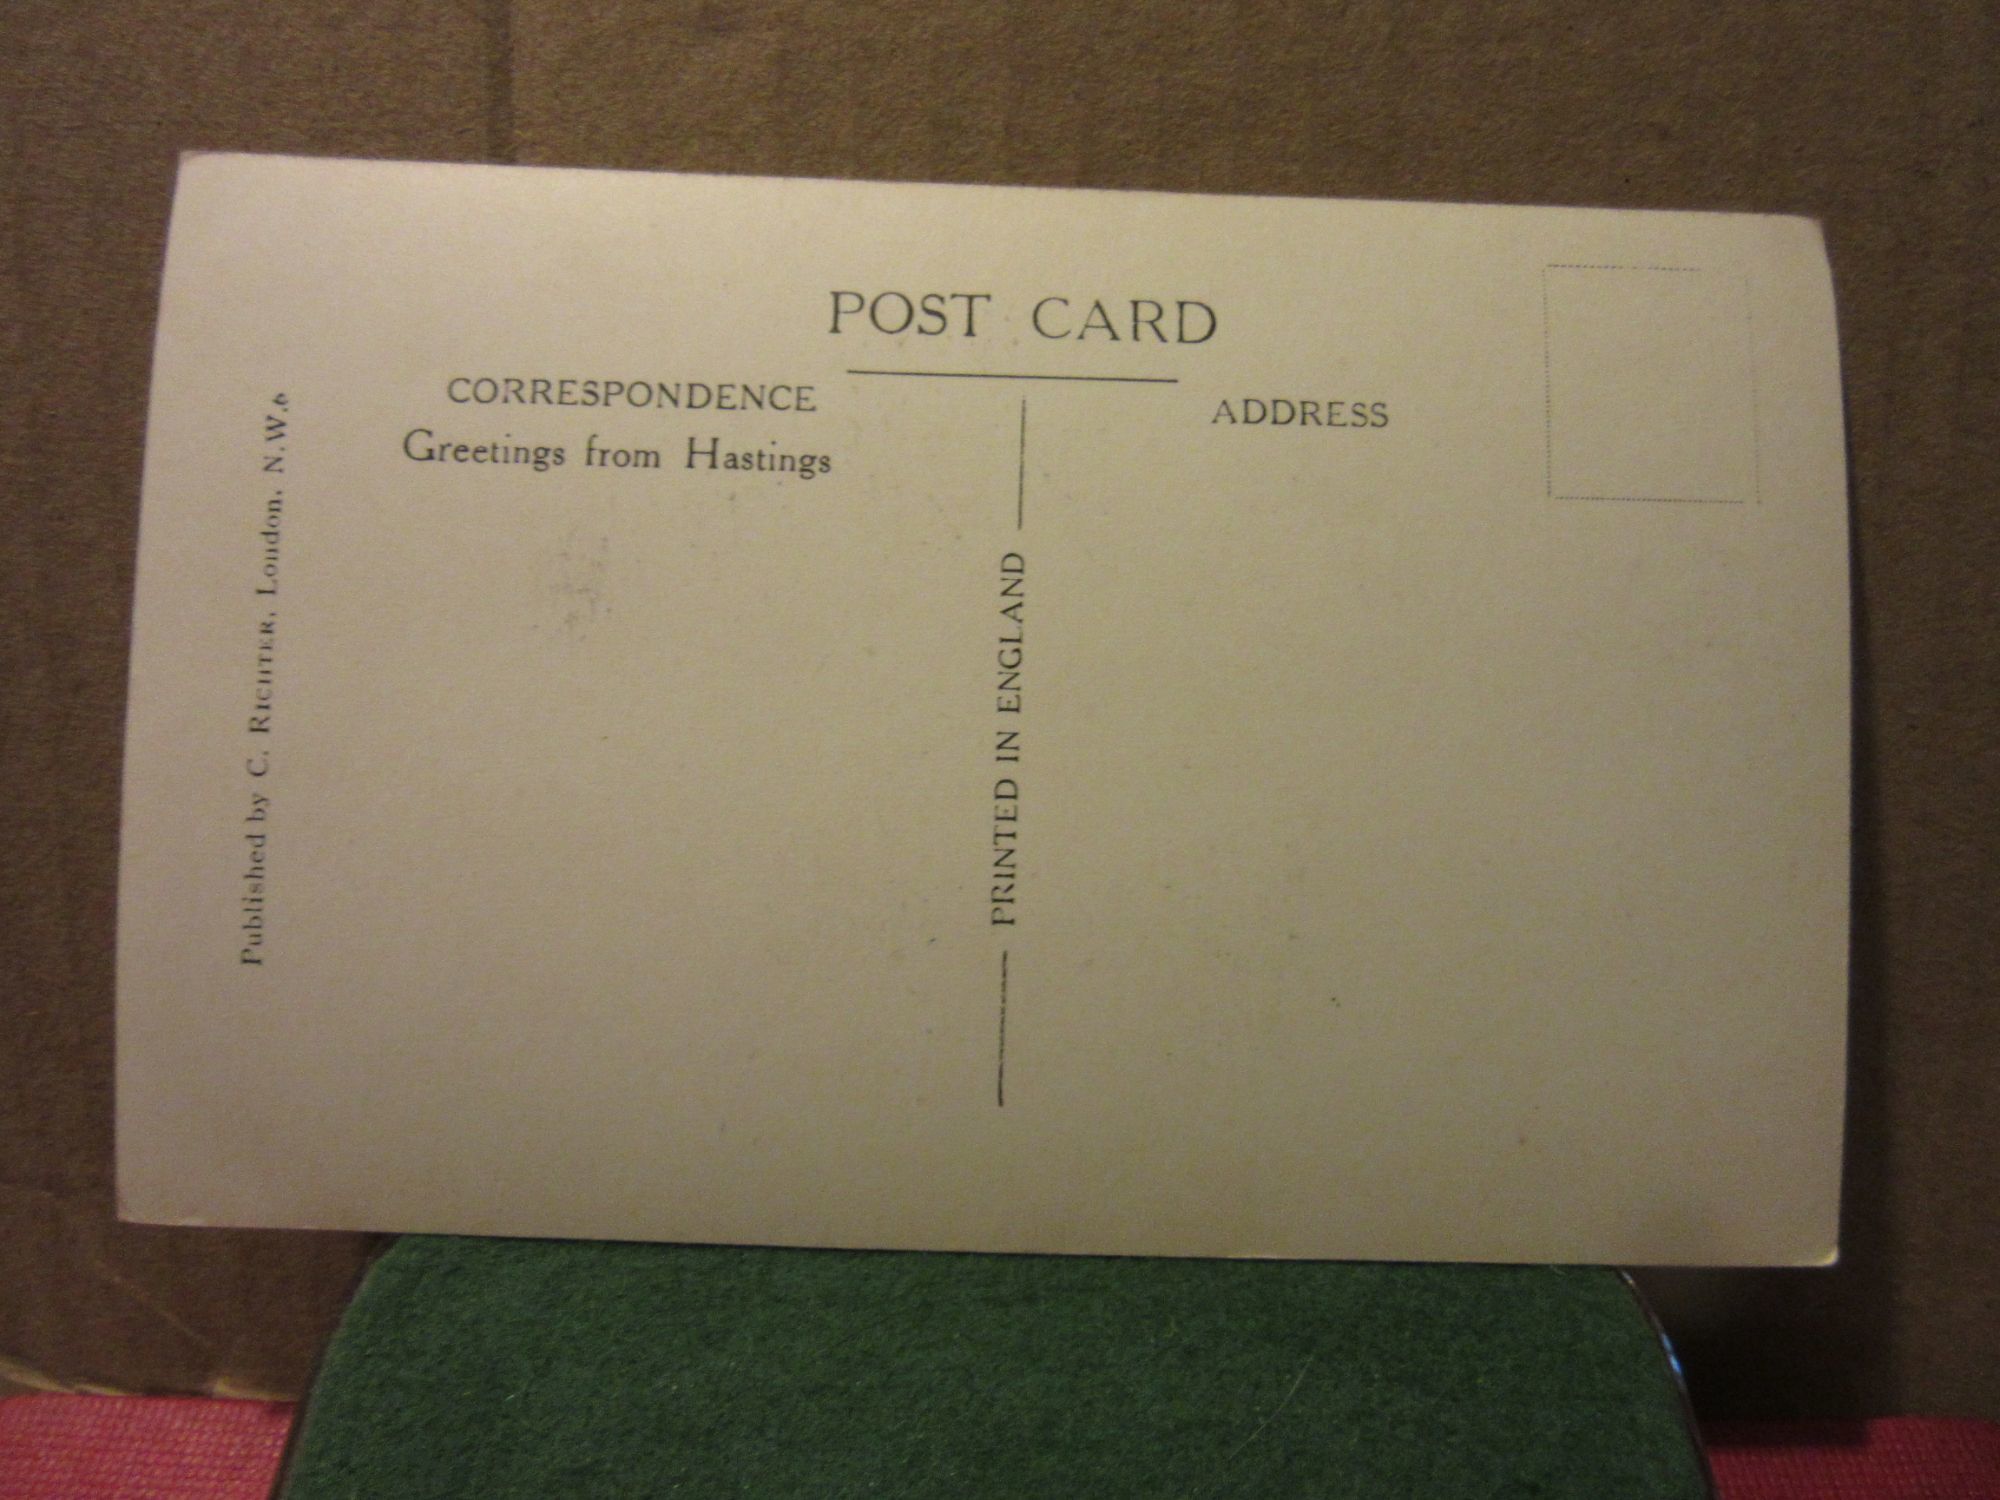 POST CARD
CORRESPONDENCE
Greetings from Hastings
ADDRESS
PRINTED IN ENGLAND
Published by C. RICHTER, London, N.W.6